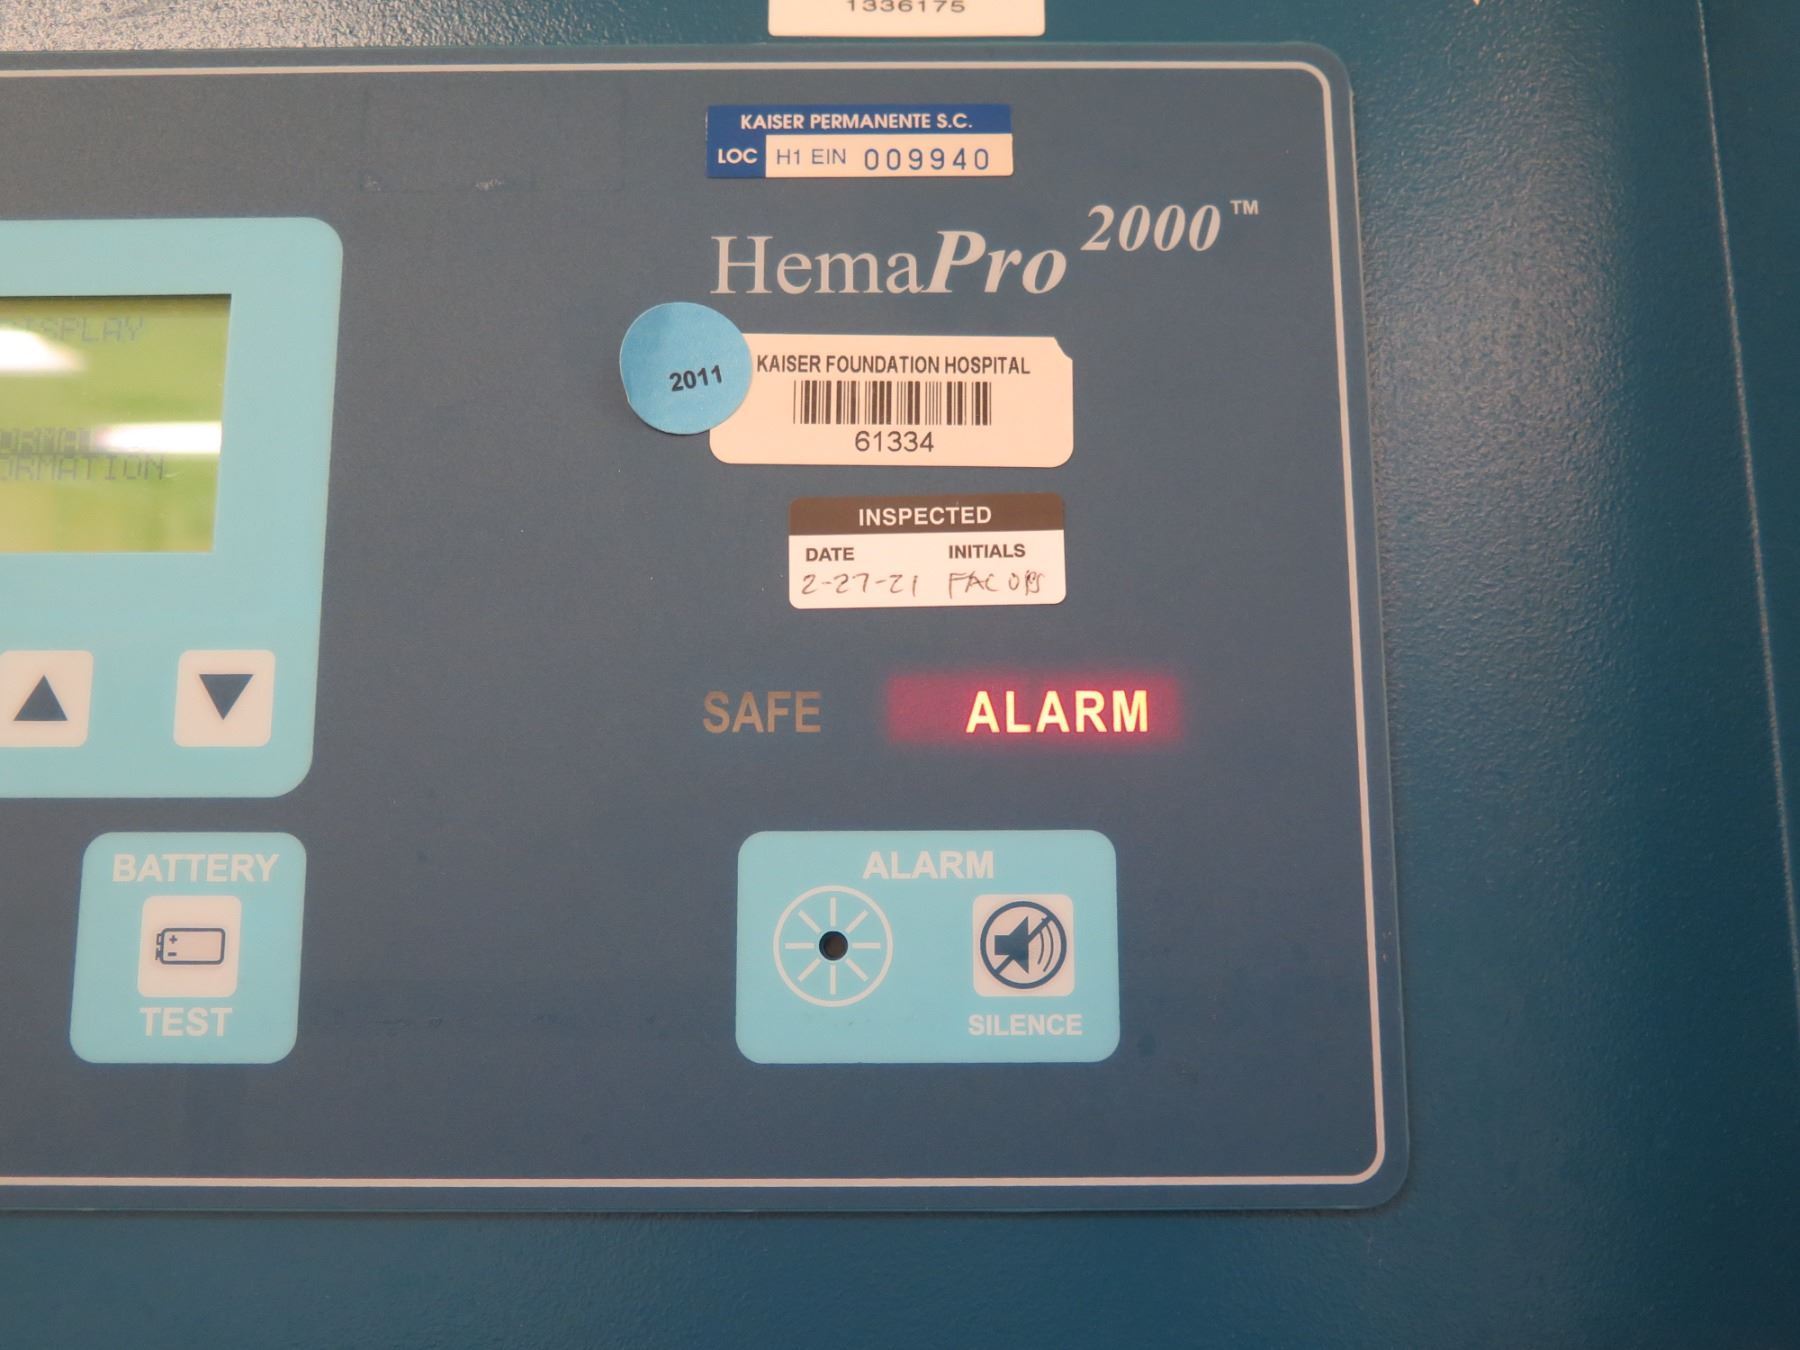 1336175
KAISER PERMANENTE S.C.
LOC H1 EIN 009940
HemaPro 2000™
2011
KAISER FOUNDATION HOSPITAL
61334
INSPECTED
DATE INITIALS
2-27-21 FAC OPS
SAFE ALARM
BATTERY
TEST
ALARM
SILENCE